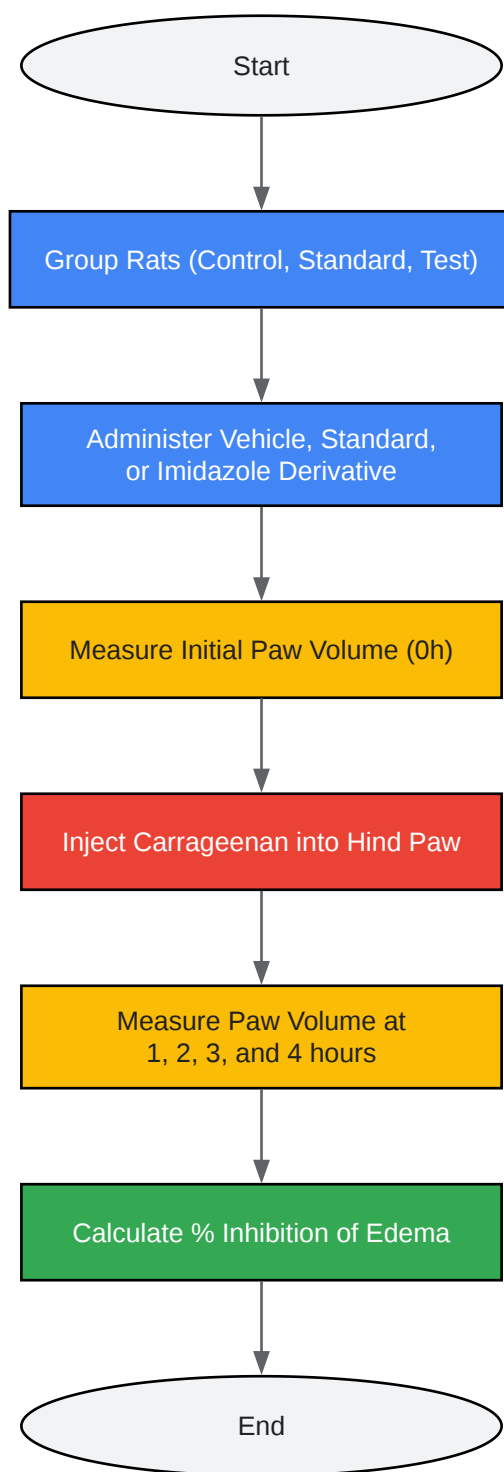 Start
Group Rats (Control, Standard, Test)
Administer Vehicle, Standard,
or Imidazole Derivative
Measure Initial Paw Volume (0h)
Inject Carrageenan into Hind Paw
Measure Paw Volume at
1, 2, 3, and 4 hours
Calculate % Inhibition of Edema
End